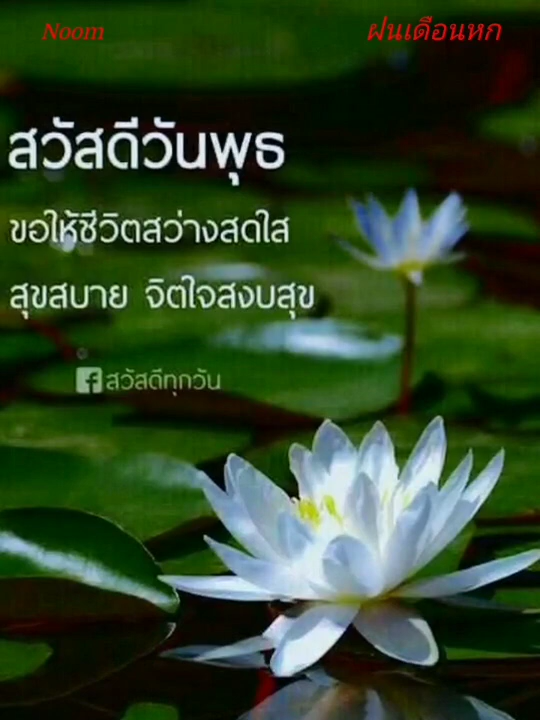 Noom ฝนเดือนหก
สวัสดีวันพุธ
ขอให้ชีวิตสว่างสดใส
สุขสบาย จิตใจสงบสุข
สวัสดีทุกวัน